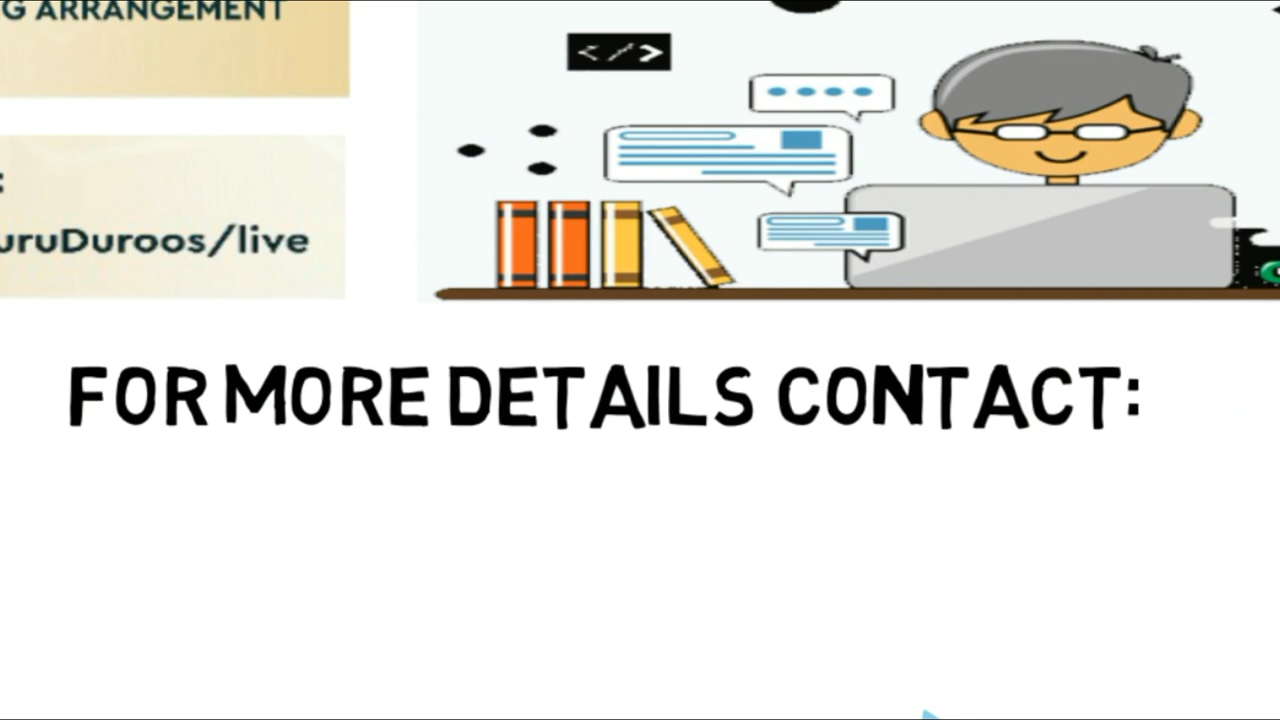 G ARRANGEMENT
</>
:
uruDuroos/live
FOR MORE DETAILS CONTACT: